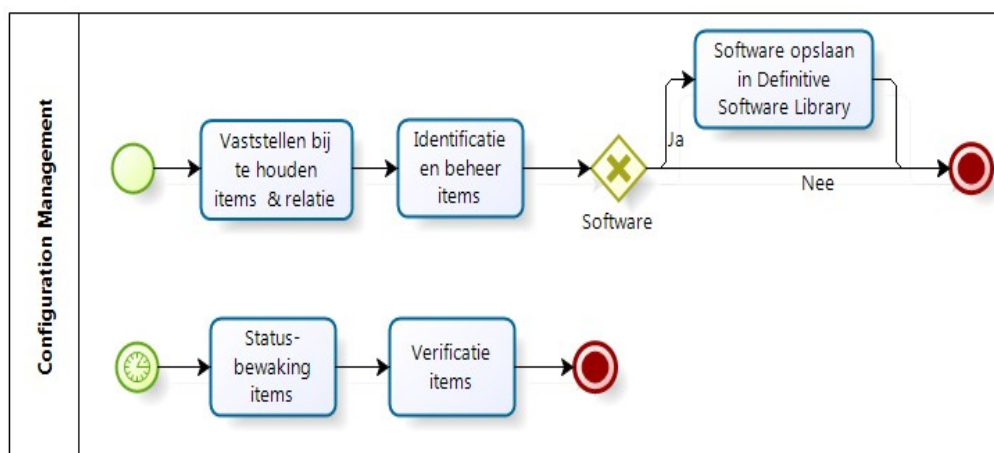 Configuration Management
Vaststellen bij
te houden
items & relatie
Identificatie
en beheer
items
Software
Ja
Software opslaan
in Definitive
Software Library
Nee
Status-
bewaking
items
Verificatie
items